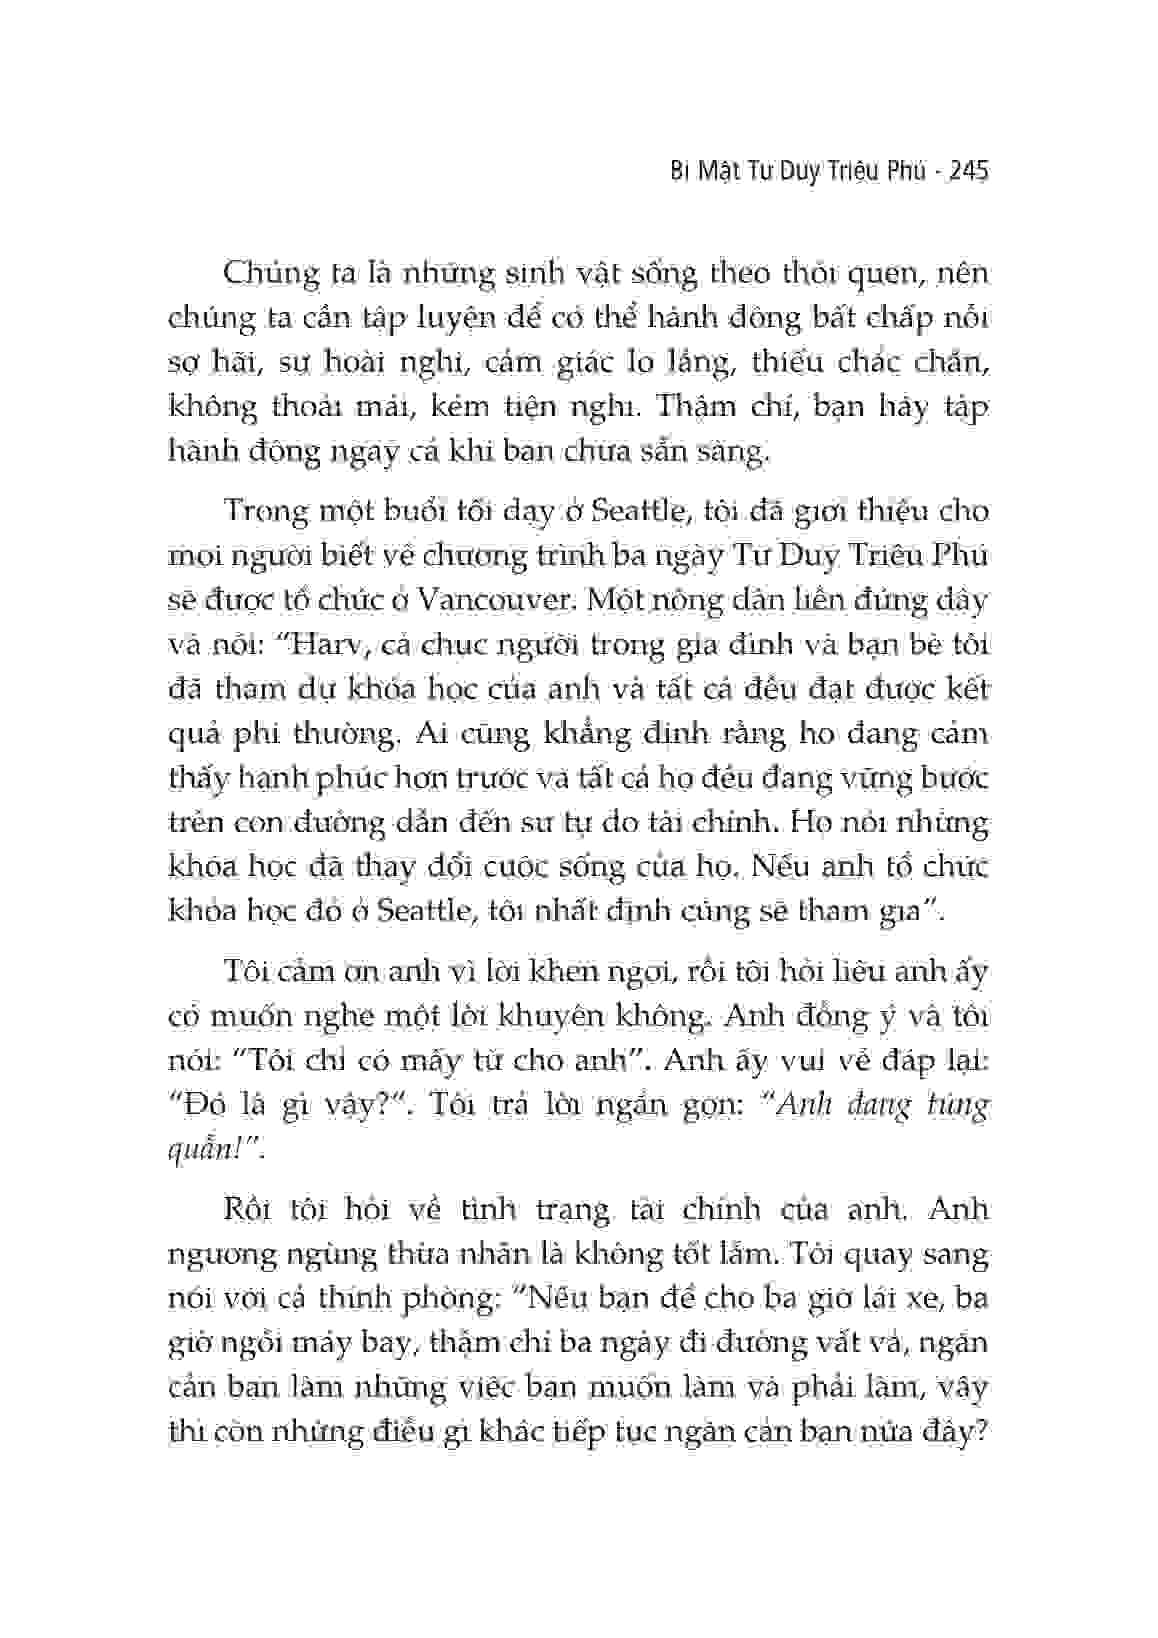 Bí Mật Tư Duy Triệu Phú - 245
Chúng ta là những sinh vật sống theo thói quen, nên
chúng ta cần tập luyện để có thể hành động bất chấp nỗi
sợ hãi, sự hoài nghi, cảm giác lo lắng, thiếu chắc chắn,
không thoải mái, kém tiện nghi. Thậm chí, bạn hãy tập
hành động ngay cả khi bạn chưa sẵn sàng.
Trong một buổi tối dạy ở Seattle, tôi đã giới thiệu cho
mọi người biết về chương trình ba ngày Tư Duy Triệu Phú
sẽ được tổ chức ở Vancouver. Một nông dân liền đứng dậy
và nói: “Harv, cả chục người trong gia đình và bạn bè tôi
đã tham dự khóa học của anh và tất cả đều đạt được kết
quả phi thường. Ai cũng khẳng định rằng họ đang cảm
thấy hạnh phúc hơn trước và tất cả họ đều đang vững bước
trên con đường dẫn đến sự tự do tài chính. Họ nói những
khóa học đã thay đổi cuộc sống của họ. Nếu anh tổ chức
khóa học đó ở Seattle, tôi nhất định cũng sẽ tham gia”.
Tôi cảm ơn anh vì lời khen ngợi, rồi tôi hỏi liệu anh ấy
có muốn nghe một lời khuyên không. Anh đồng ý và tôi
nói: “Tôi chỉ có mấy từ cho anh”. Anh ấy vui vẻ đáp lại:
“Đó là gì vậy?“. Tôi trả lời ngắn gọn: “Anh đang túng
quẫn!”.
Rồi tôi hỏi về tình trạng tài chính của anh. Anh
ngượng ngùng thừa nhận là không tốt lắm. Tôi quay sang
nói với cả thính phòng: “Nếu bạn để cho ba giờ lái xe, ba
giờ ngồi máy bay, thậm chí ba ngày đi đường vất vả, ngăn
cản bạn làm những việc bạn muốn làm và phải làm, vậy
thì còn những điều gì khác tiếp tục ngăn cản bạn nữa đây?